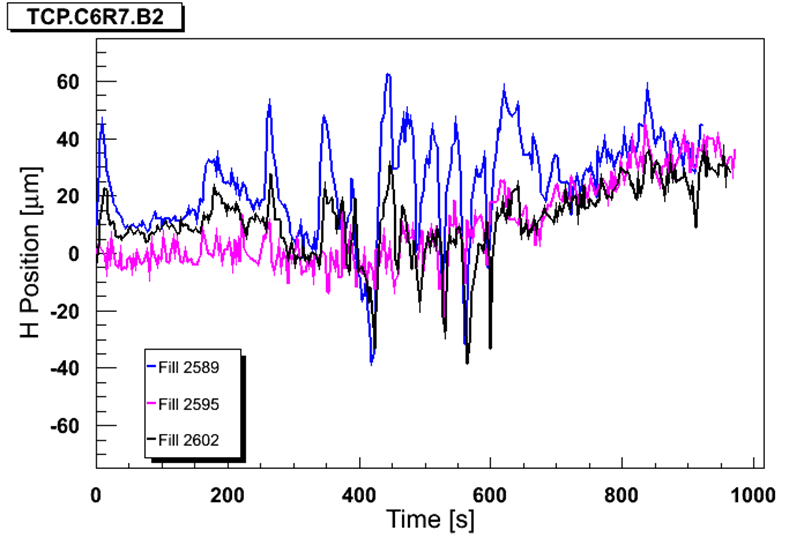 TCP.C6R7.B2
H Position [μm]
60
40
20
0
-20
-40
-60
Fill 2589
Fill 2595
Fill 2602
0 200 400 600 800 1000
Time [s]